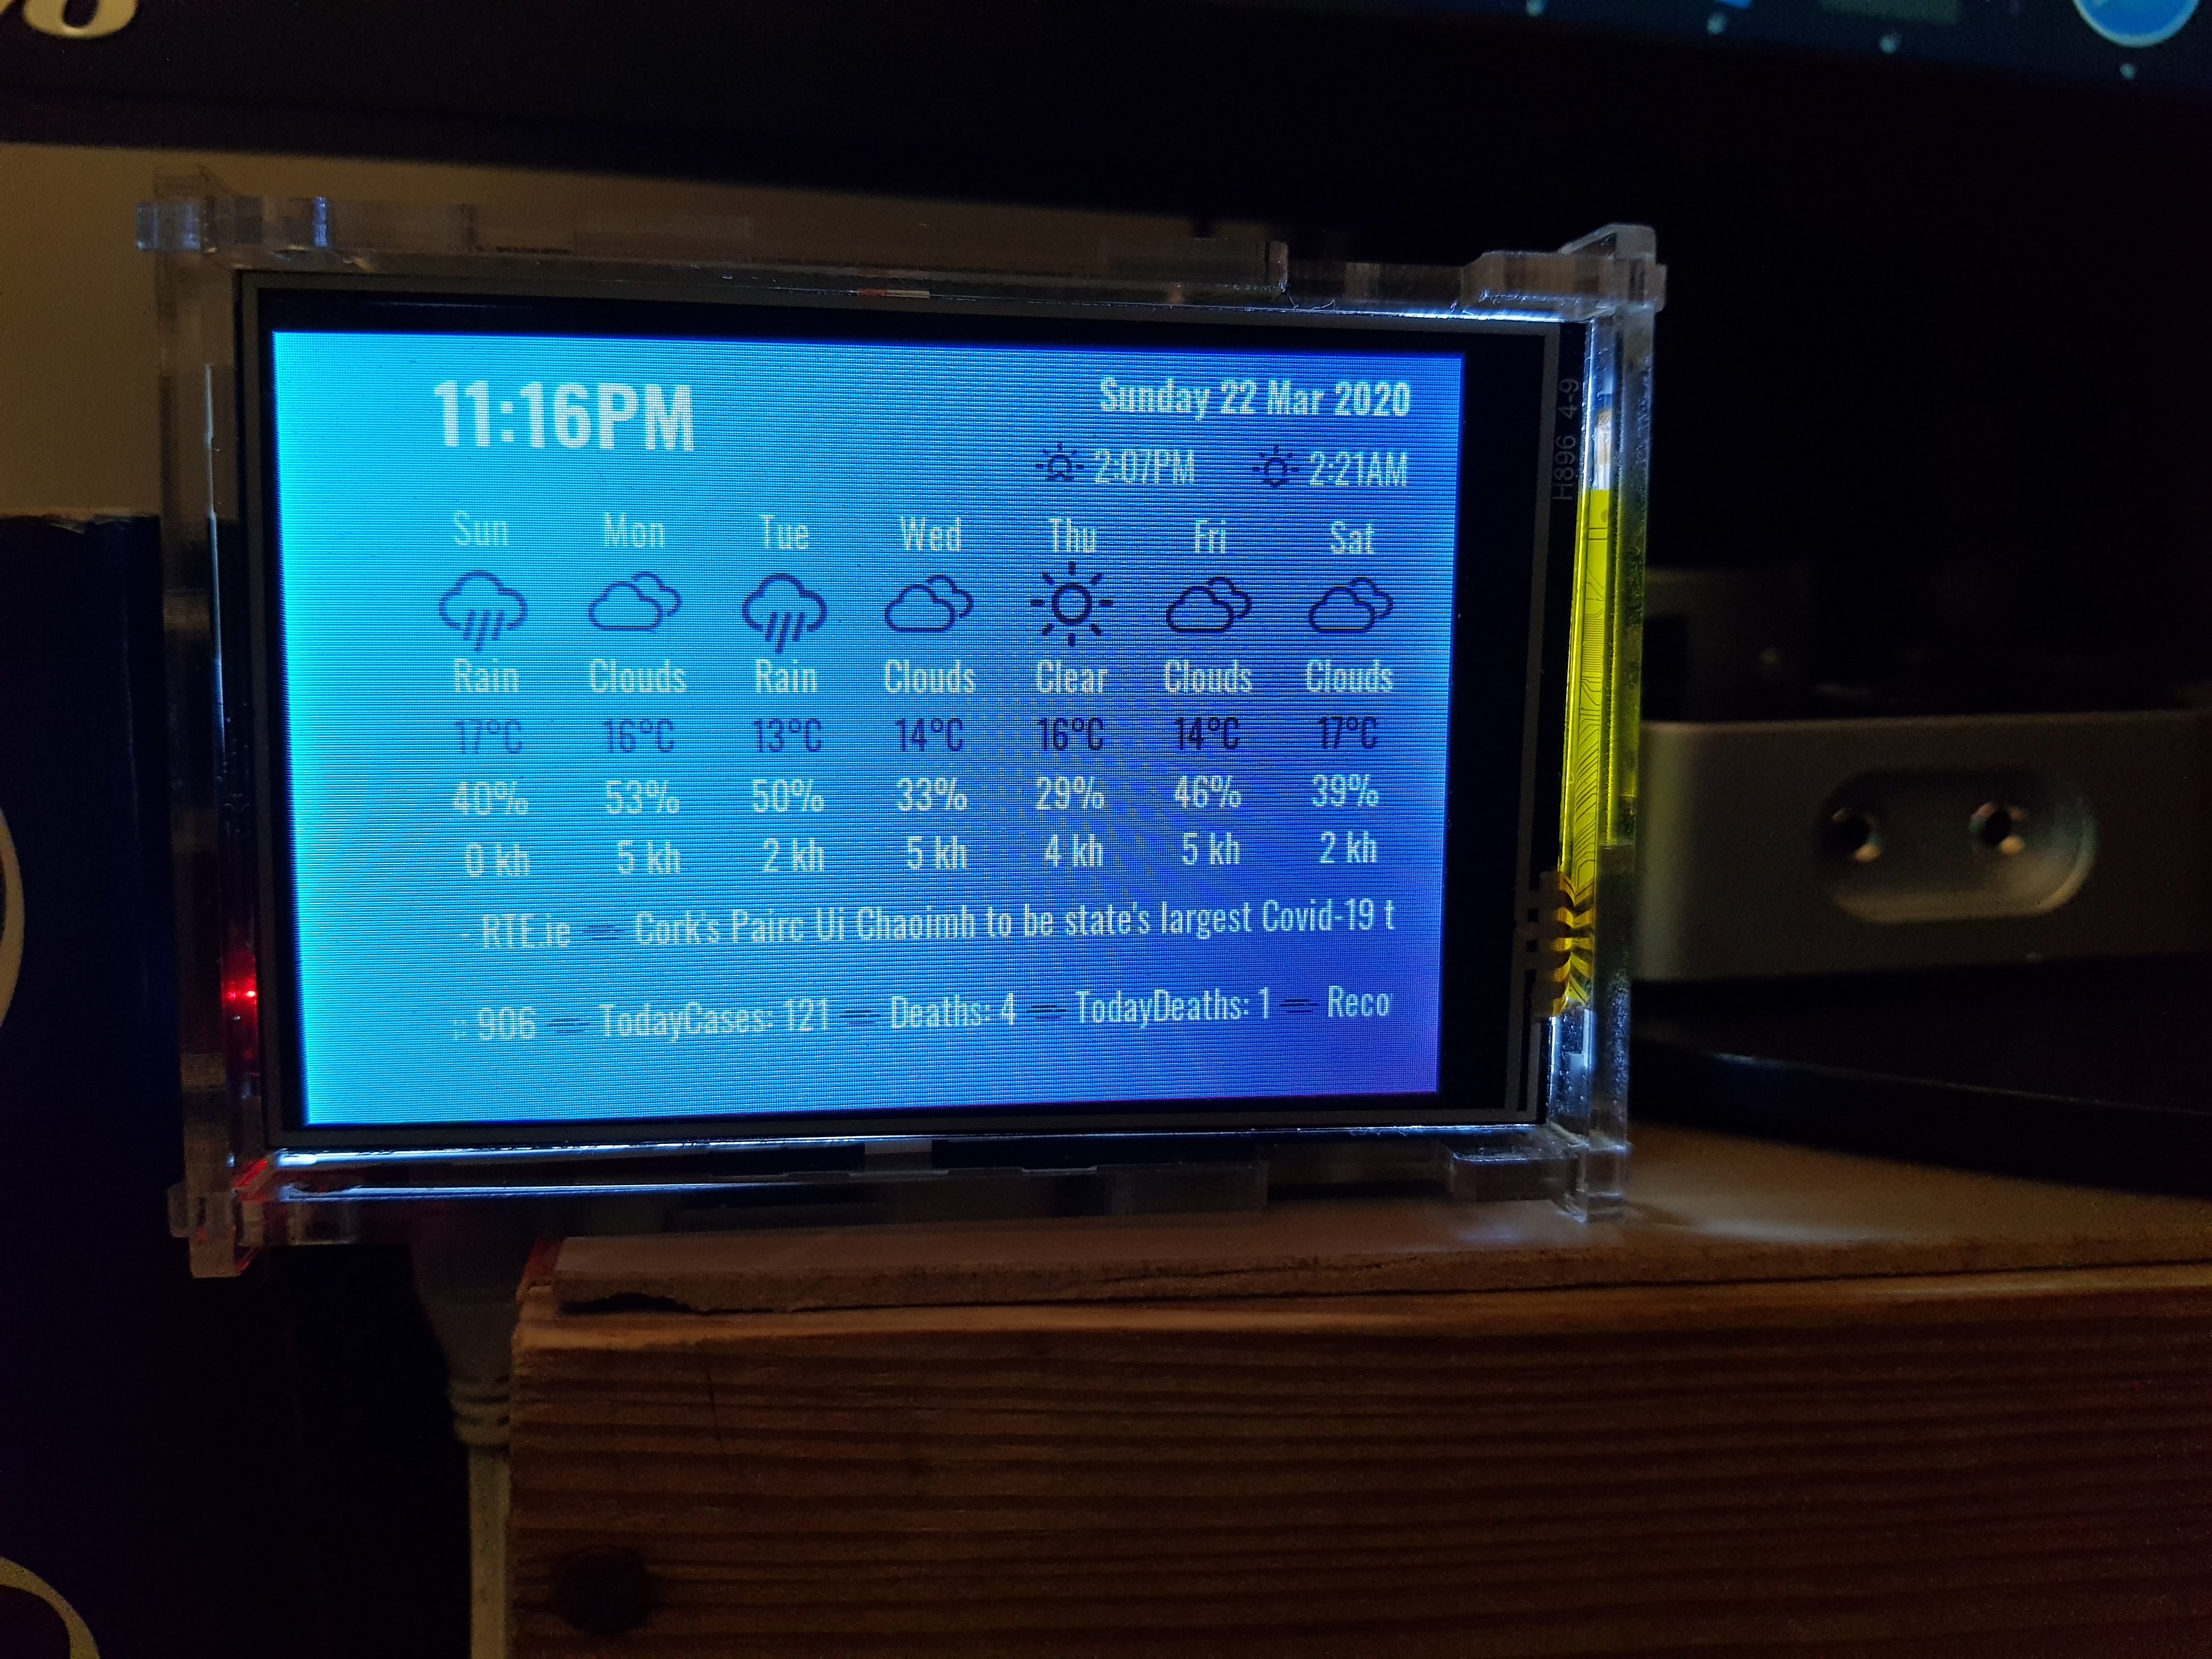 11:16PM
Sunday 22 Mar 2020
2:07PM 2:21AM
Sun Mon Tue Wed Thu Fri Sat
Rain Clouds Rain Clouds Clear Clouds Clouds
17°C 16°C 13°C 14°C 16°C 14°C 17°C
40% 53% 50% 33% 29% 46% 39%
0 kh 5 kh 2 kh 5 kh 4 kh 5 kh 2 kh
- RTE.ie — Cork's Pairc Ui Chaoimh to be state's largest Covid-19 t
: 906 — TodayCases: 121 — Deaths: 4 — TodayDeaths: 1 — Reco
H896 4-9